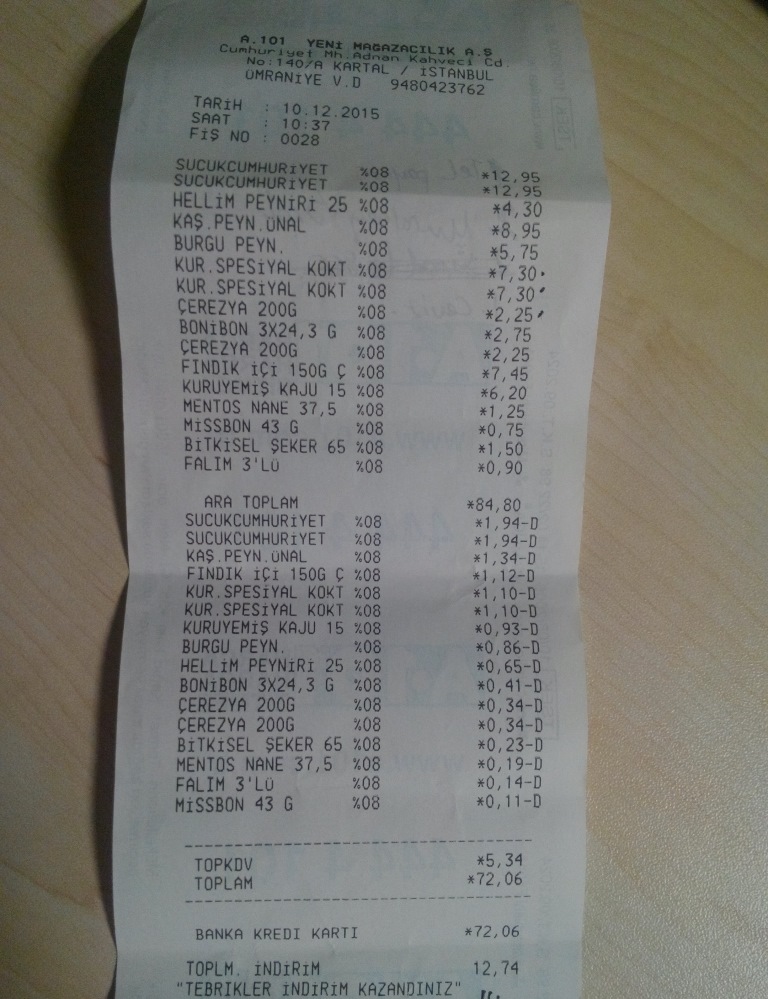 A.101 YENİ MAĞAZACILIK A.Ş
Cumhuriyet Mh.Adnan Kahveci Cd.
No:140/A KARTAL / İSTANBUL
ÜMRANİYE V.D 9480423762
TARİH : 10.12.2015
SAAT : 10:37
FİŞ NO : 0028
SUCUKCUMHURİYET %08 *12,95
SUCUKCUMHURİYET %08 *12,95
HELLİM PEYNİRİ 25 %08 *4,30
KAŞ.PEYN.ÜNAL %08 *8,95
BURGU PEYN. %08 *5,75
KUR.SPESİYAL KOKT %08 *7,30
KUR.SPESİYAL KOKT %08 *7,30
ÇEREZYA 200G %08 *2,25
BONİBON 3X24,3 G %08 *2,75
ÇEREZYA 200G %08 *2,25
FINDIK İÇİ 150G Ç %08 *7,45
KURUYEMİŞ KAJU 15 %08 *6,20
MENTOS NANE 37,5 %08 *1,25
MİSSBON 43 G %08 *0,75
BİTKİSEL ŞEKER 65 %08 *1,50
FALIM 3'LÜ %08 *0,90
ARA TOPLAM *84,80
SUCUKCUMHURİYET %08 *1,94-D
SUCUKCUMHURİYET %08 *1,94-D
KAŞ.PEYN.ÜNAL %08 *1,34-D
FINDIK İÇİ 150G Ç %08 *1,12-D
KUR.SPESİYAL KOKT %08 *1,10-D
KUR.SPESİYAL KOKT %08 *1,10-D
KURUYEMİŞ KAJU 15 %08 *0,93-D
BURGU PEYN. %08 *0,86-D
HELLİM PEYNİRİ 25 %08 *0,65-D
BONİBON 3X24,3 G %08 *0,41-D
ÇEREZYA 200G %08 *0,34-D
ÇEREZYA 200G %08 *0,34-D
BİTKİSEL ŞEKER 65 %08 *0,23-D
MENTOS NANE 37,5 %08 *0,19-D
FALIM 3'LÜ %08 *0,14-D
MİSSBON 43 G %08 *0,11-D
TOPKDV *5,34
TOPLAM *72,06
BANKA KREDI KARTI *72,06
TOPLM. İNDİRİM 12,74
"TEBRİKLER İNDİRİM KAZANDINIZ"